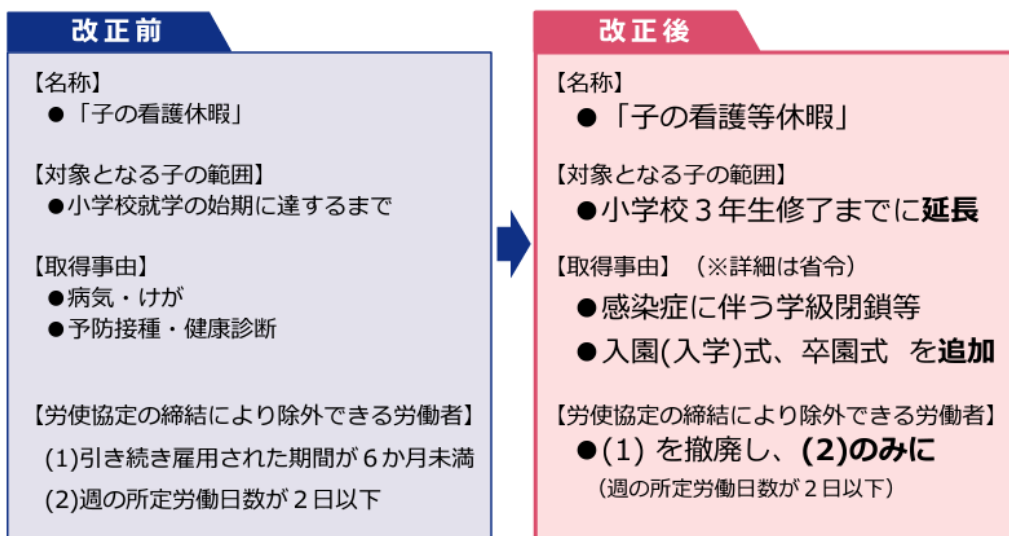 改正前
【名称】
●「子の看護休暇」
【対象となる子の範囲】
●小学校就学の始期に達するまで
【取得事由】
●病気・けが
●予防接種・健康診断
【労使協定の締結により除外できる労働者】
(1)引き続き雇用された期間が６か月未満
(2)週の所定労働日数が２日以下
改正後
【名称】
●「子の看護等休暇」
【対象となる子の範囲】
●小学校３年生修了までに延長
【取得事由】（※詳細は省令）
●感染症に伴う学級閉鎖等
●入園(入学)式、卒園式 を追加
【労使協定の締結により除外できる労働者】
●(1) を撤廃し、(2)のみに
（週の所定労働日数が２日以下）